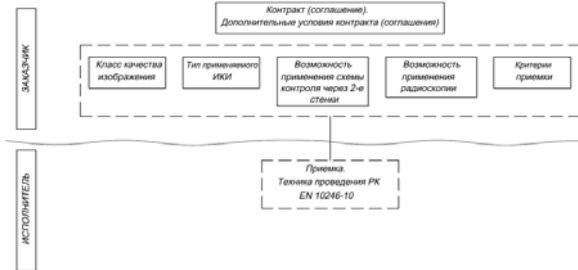 Контракт (соглашение).
Дополнительные условия контракта (соглашения)
ЗАКАЗЧИК
Класс качества
изображения
Тип применяемого
ИКИ
Возможность
применения схемы
контроля через 2-е
стенки
Возможность
применения
радиоскопии
Критерии
приемки
ИСПОЛНИТЕЛЬ
Приемка.
Техника проведения РК
EN 10246-10